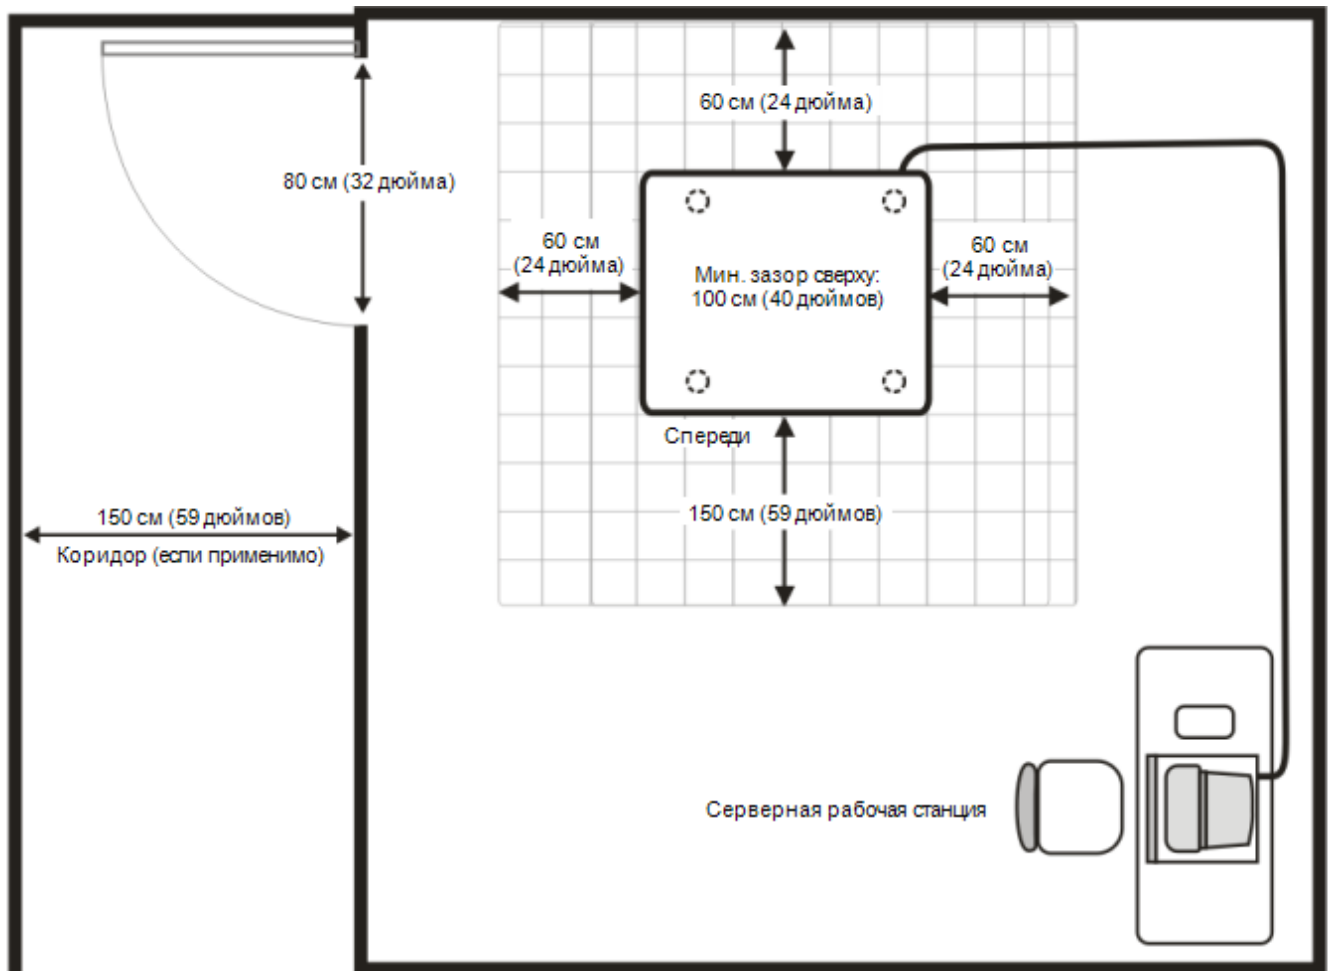 60 см (24 дюйма)
80 см (32 дюйма)
60 см
(24 дюйма)
60 см
(24 дюйма)
Мин. зазор сверху:
100 см (40 дюймов)
Спереди
150 см (59 дюймов)
150 см (59 дюймов)
Коридор (если применимо)
Серверная рабочая станция